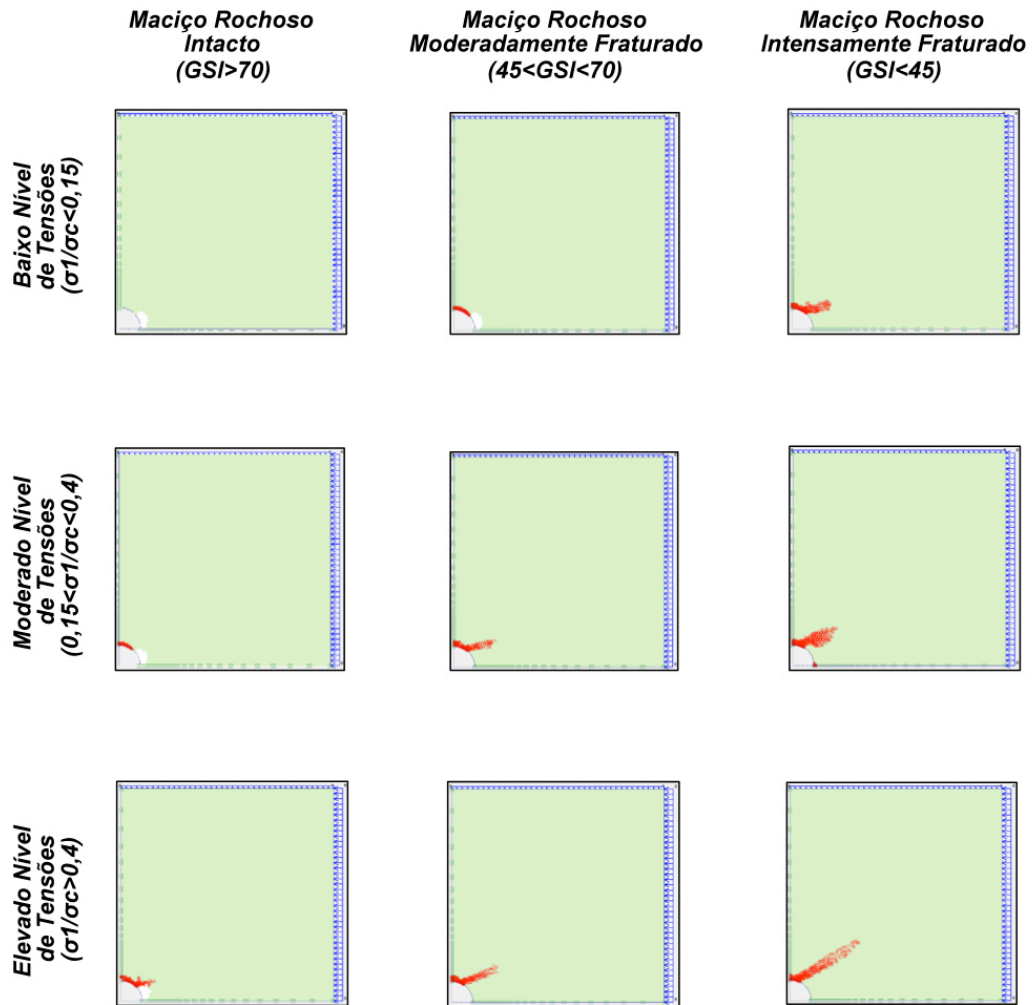 Maciço Rochoso
Intacto
(GSI>70)
Maciço Rochoso
Moderadamente Fraturado
(45<GSI<70)
Maciço Rochoso
Intensamente Fraturado
(GSI<45)
Baixo Nível
de Tensões
(σ1/σc<0,15)
Moderado Nível
de Tensões
(0,15<σ1/σc<0,4)
Elevado Nível
de Tensões
(σ1/σc>0,4)